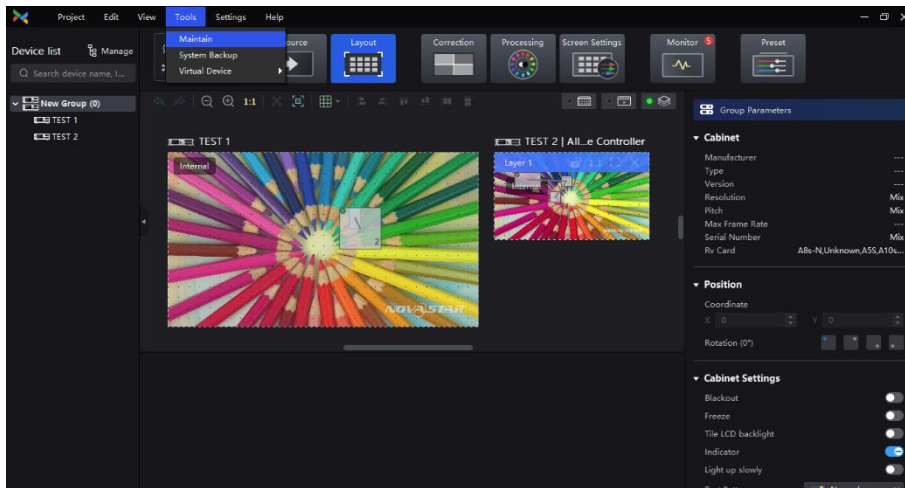 Project Edit View Tools Settings Help
Maintain
System Backup
Virtual Device
Device list Manage
Search device name, I...
New Group (0)
TEST 1
TEST 2
ource Layout Correction Processing Screen Settings Monitor 5 Preset
1:1
TEST 1
Internal
2
NOVASTAR
TEST 2 | All...e Controller
Layer 1 1:1
Internal
Group Parameters
Cabinet
Manufacturer ---
Type ---
Version ---
Resolution Mix
Pitch Mix
Max Frame Rate ---
Serial Number Mix
Rv Card A8s-N,Unknown,A5S,A10s...
Position
Coordinate
X 0 Y 0
Rotation (0°)
Cabinet Settings
Blackout
Freeze
Tile LCD backlight
Indicator
Light up slowly